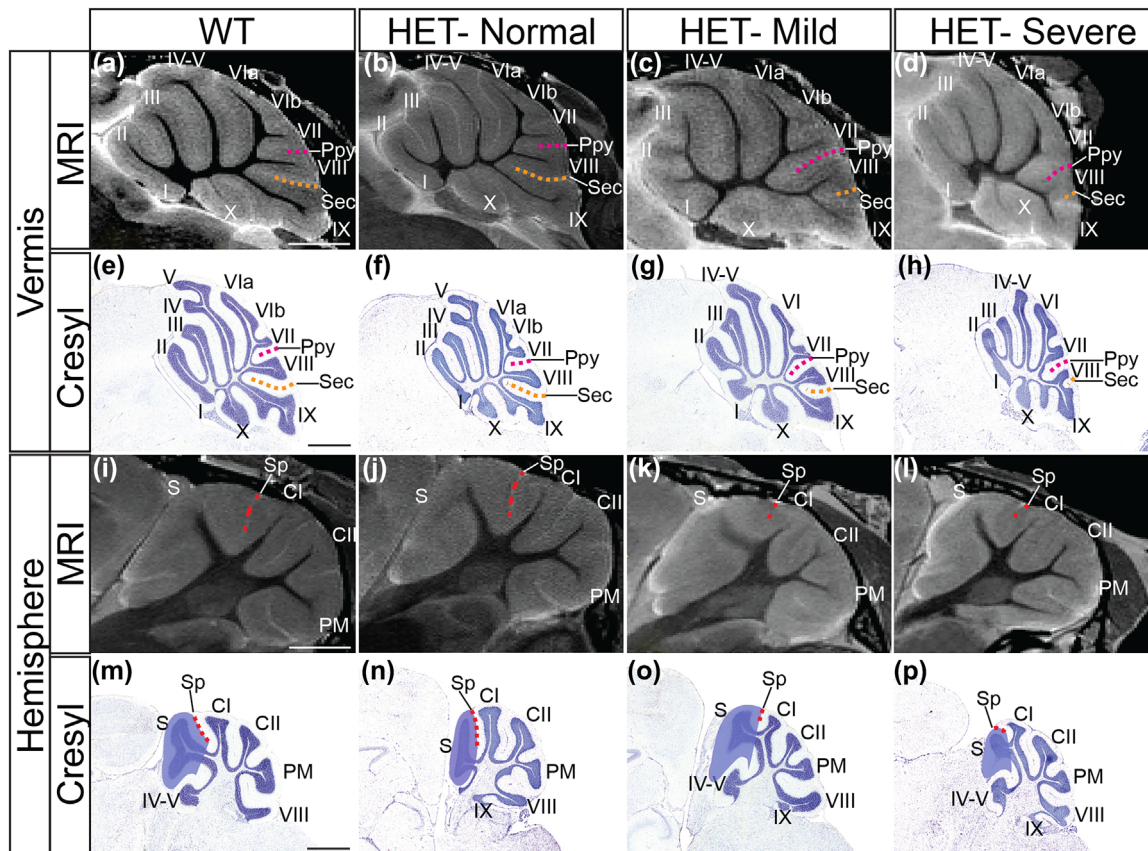 WT HET- Normal HET- Mild HET- Severe
Vermis
MRI
(a) IV-V VIa VIb III II VII Ppy VIII Sec I X IX
(b) IV-V VIa VIb III II VII Ppy VIII Sec I X IX
(c) IV-V VIa VIb III II VII Ppy VIII Sec I X IX
(d) IV-V VIa VIb III II VII Ppy VIII Sec I X IX
Cresyl
(e) V VIa IV VIb III II VII Ppy VIII Sec I IX X
(f) V VIa IV VIb III II VII Ppy VIII Sec I IX X
(g) IV-V VI III II VII Ppy VIII Sec I IX X
(h) IV-V VI III II VII Ppy VIII Sec I IX X
Hemisphere
MRI
(i) Sp S CI CII PM
(j) Sp S CI CII PM
(k) Sp S CI CII PM
(l) Sp S CI CII PM
Cresyl
(m) Sp CI S CII PM IV-V VIII
(n) Sp CI CII S PM VIII IX
(o) Sp CI S CII PM IV-V VIII IX
(p) Sp CI S CII PM IV-V VIII IX